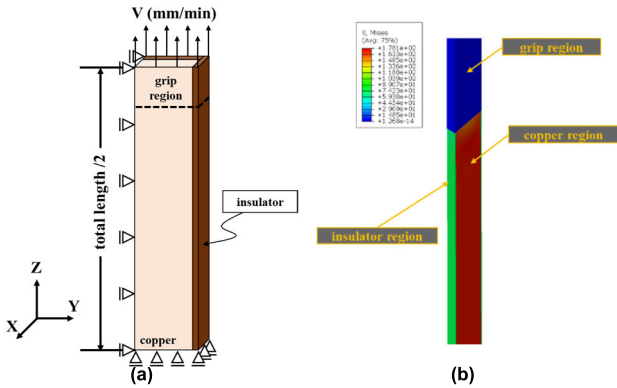 V (mm/min)
grip
region
total length /2
insulator
Z
Y
X
copper
(a)
S, Mises
(Avg: 75%)
+1.781e+02
+1.633e+02
+1.485e+02
+1.336e+02
+1.188e+02
+1.039e+02
+8.907e+01
+7.423e+01
+5.938e+01
+4.454e+01
+2.969e+01
+1.485e+01
+1.268e-14
grip region
copper region
insulator region
(b)